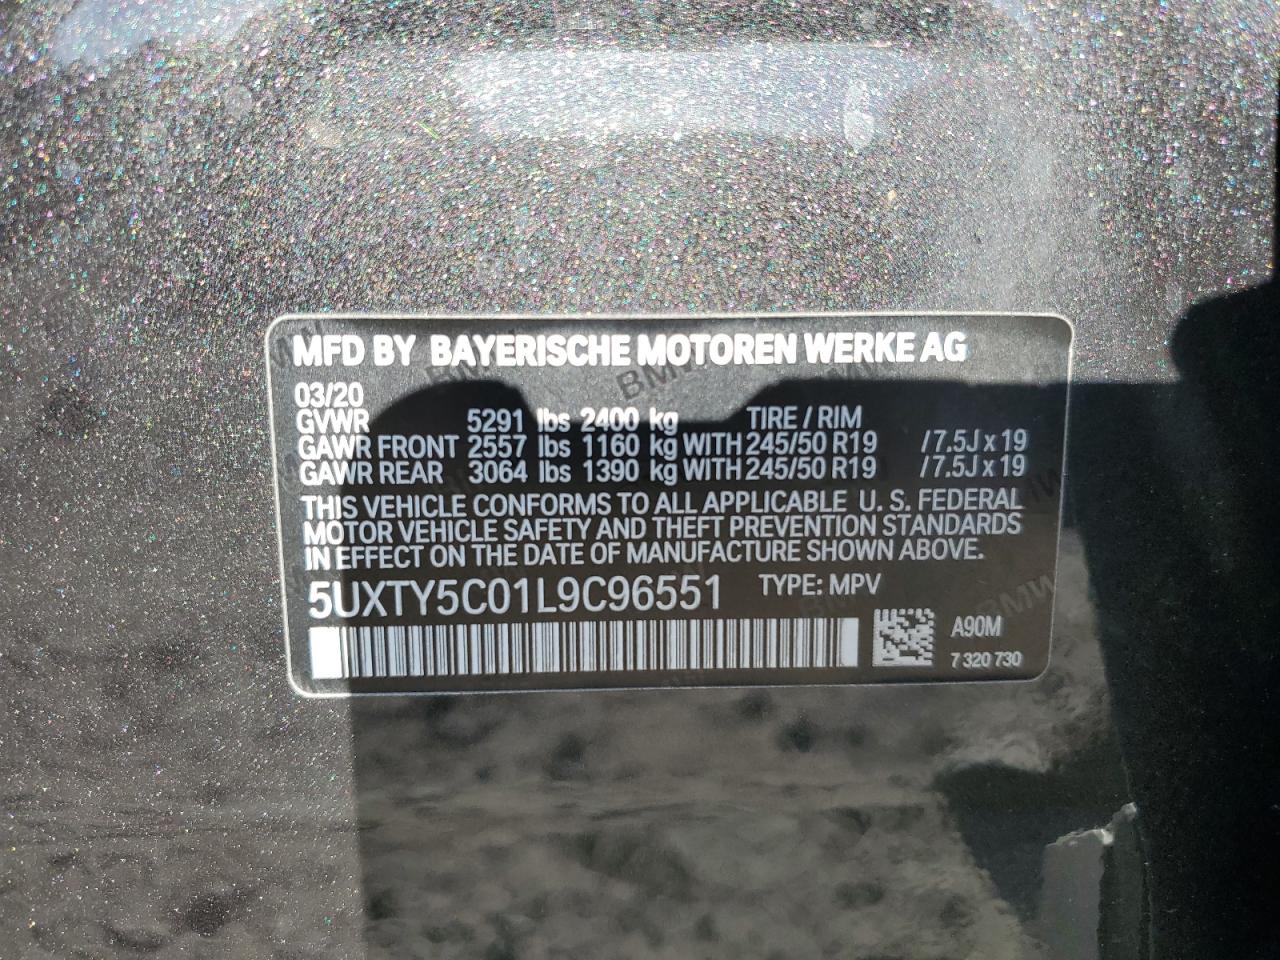 MFD BY BAYERISCHE MOTOREN WERKE AG
03/20
GVWR 5291 lbs 2400 kg TIRE / RIM
GAWR FRONT 2557 lbs 1160 kg WITH 245/50 R19 /7.5J x 19
GAWR REAR 3064 lbs 1390 kg WITH 245/50 R19 /7.5J x 19
THIS VEHICLE CONFORMS TO ALL APPLICABLE U. S. FEDERAL
MOTOR VEHICLE SAFETY AND THEFT PREVENTION STANDARDS
IN EFFECT ON THE DATE OF MANUFACTURE SHOWN ABOVE.
5UXTY5C01L9C96551 TYPE: MPV
A90M
7 320 730